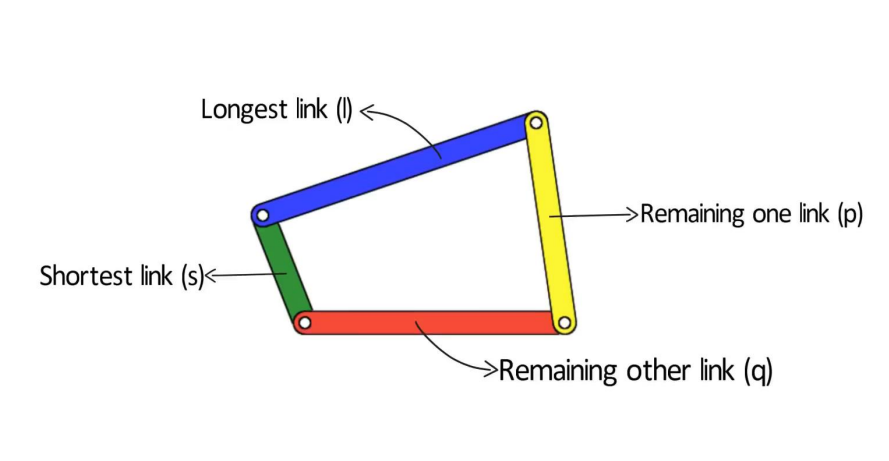 Longest link (l)
Remaining one link (p)
Shortest link (s)
Remaining other link (q)